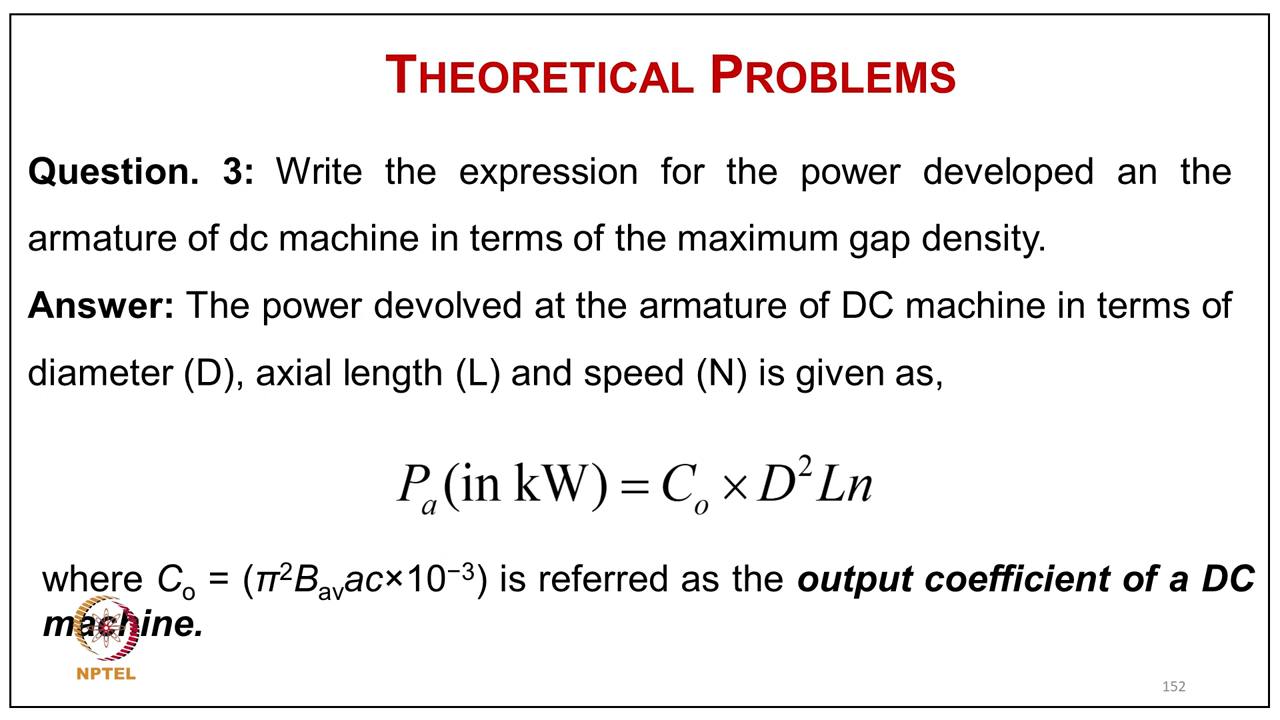 THEORETICAL PROBLEMS
Question. 3: Write the expression for the power developed an the
armature of dc machine in terms of the maximum gap density.
Answer: The power devolved at the armature of DC machine in terms of
diameter (D), axial length (L) and speed (N) is given as,
Pₐ(in kW) = Cₒ × D²Ln
where Cₒ = (π²Bₐᵥac×10⁻³) is referred as the output coefficient of a DC
machine.
NPTEL
152